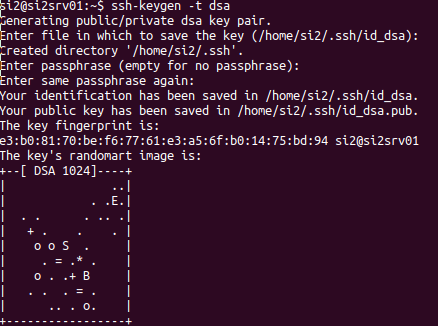 si2@si2srv01:~$ ssh-keygen -t dsa
Generating public/private dsa key pair.
Enter file in which to save the key (/home/si2/.ssh/id_dsa):
Created directory '/home/si2/.ssh'.
Enter passphrase (empty for no passphrase):
Enter same passphrase again:
Your identification has been saved in /home/si2/.ssh/id_dsa.
Your public key has been saved in /home/si2/.ssh/id_dsa.pub.
The key fingerprint is:
e3:b0:81:70:be:f6:77:61:e3:a5:6f:b0:14:75:bd:94 si2@si2srv01
The key's randomart image is:
+--[ DSA 1024]----+
|               ..|
|            . .E.|
|  . .      . .. .|
|   + .    .    . |
|    o o S  .     |
|     . = .* .    |
|    o . .+ B     |
|   . .  . = .    |
|      .. . o.    |
+-----------------+